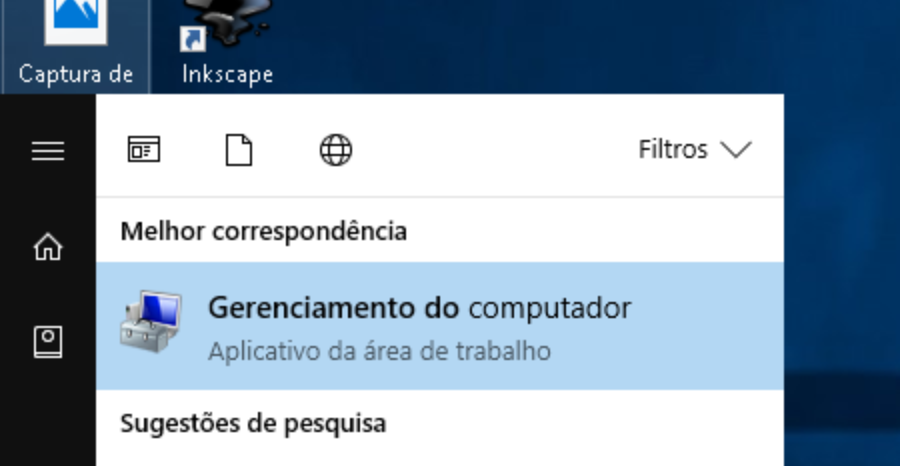 Captura de
Inkscape
Filtros
Melhor correspondência
Gerenciamento do computador
Aplicativo da área de trabalho
Sugestões de pesquisa